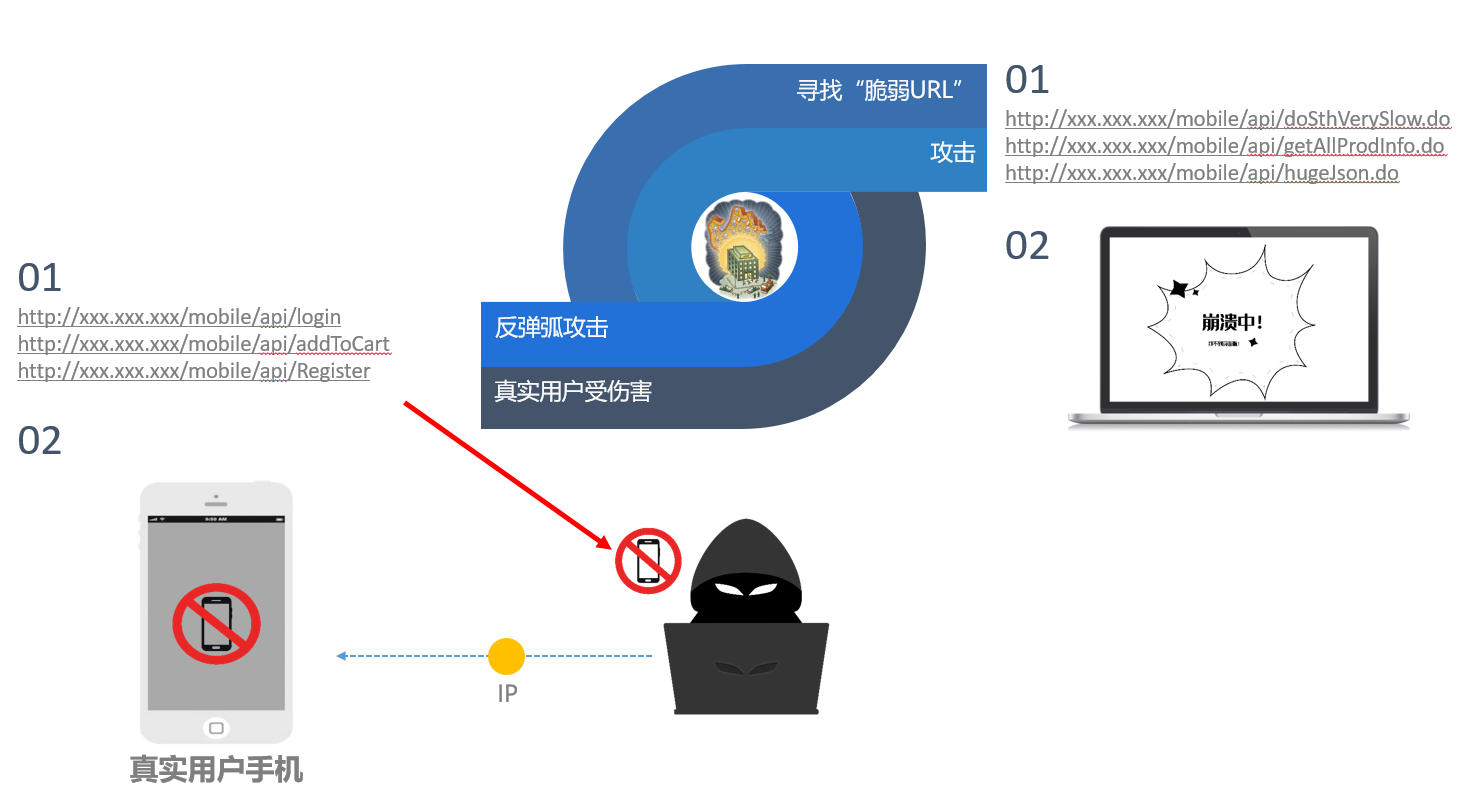 寻找“脆弱URL”
攻击
反弹弧攻击
真实用户受伤害
01
http://xxx.xxx.xxx/mobile/api/doSthVerySlow.do
http://xxx.xxx.xxx/mobile/api/getAllProdInfo.do
http://xxx.xxx.xxx/mobile/api/hugeJson.do
02
崩溃中!
01
http://xxx.xxx.xxx/mobile/api/login
http://xxx.xxx.xxx/mobile/api/addToCart
http://xxx.xxx.xxx/mobile/api/Register
02
IP
真实用户手机